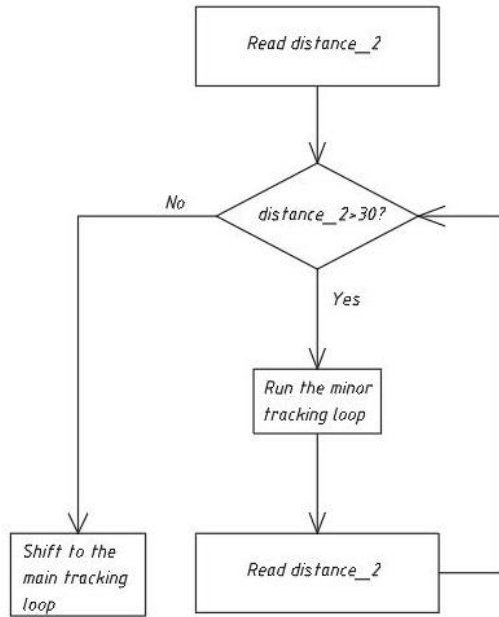 Read distance_2
No
distance_2>30?
Yes
Run the minor
tracking loop
Shift to the
main tracking
loop
Read distance_2